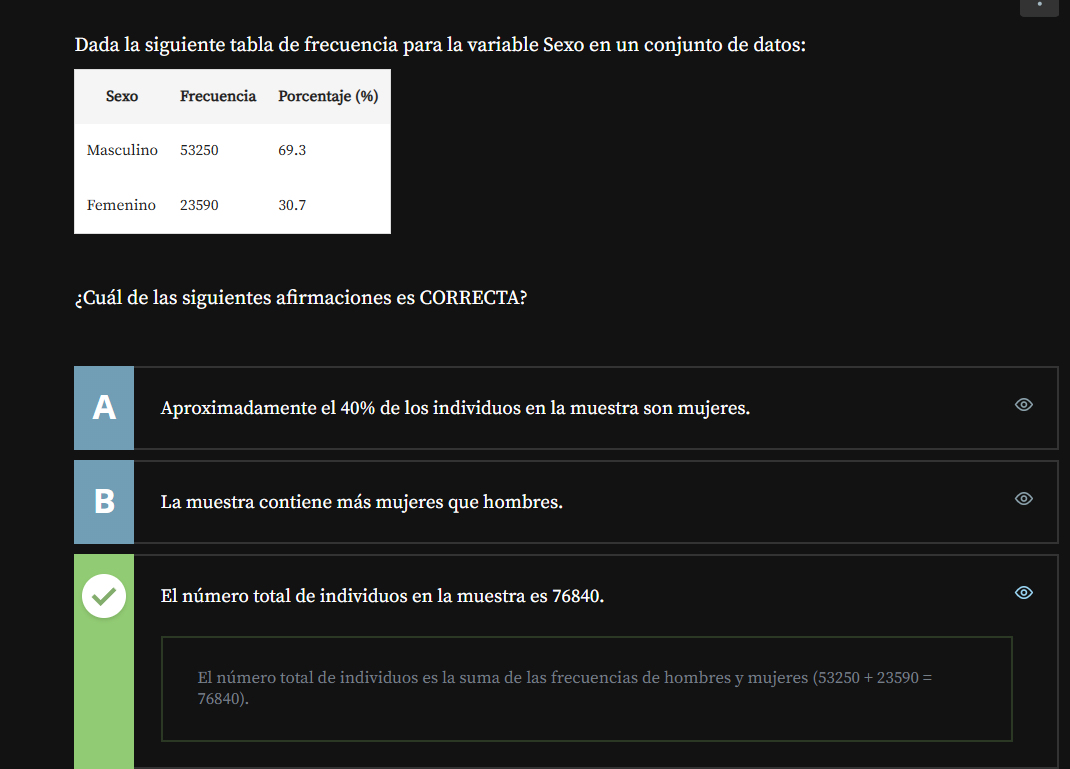 Dada la siguiente tabla de frecuencia para la variable Sexo en un conjunto de datos:
Sexo Frecuencia Porcentaje (%)
Masculino 53250 69.3
Femenino 23590 30.7
¿Cuál de las siguientes afirmaciones es CORRECTA?
A Aproximadamente el 40% de los individuos en la muestra son mujeres.
B La muestra contiene más mujeres que hombres.
El número total de individuos en la muestra es 76840.
El número total de individuos es la suma de las frecuencias de hombres y mujeres (53250 + 23590 =
76840).